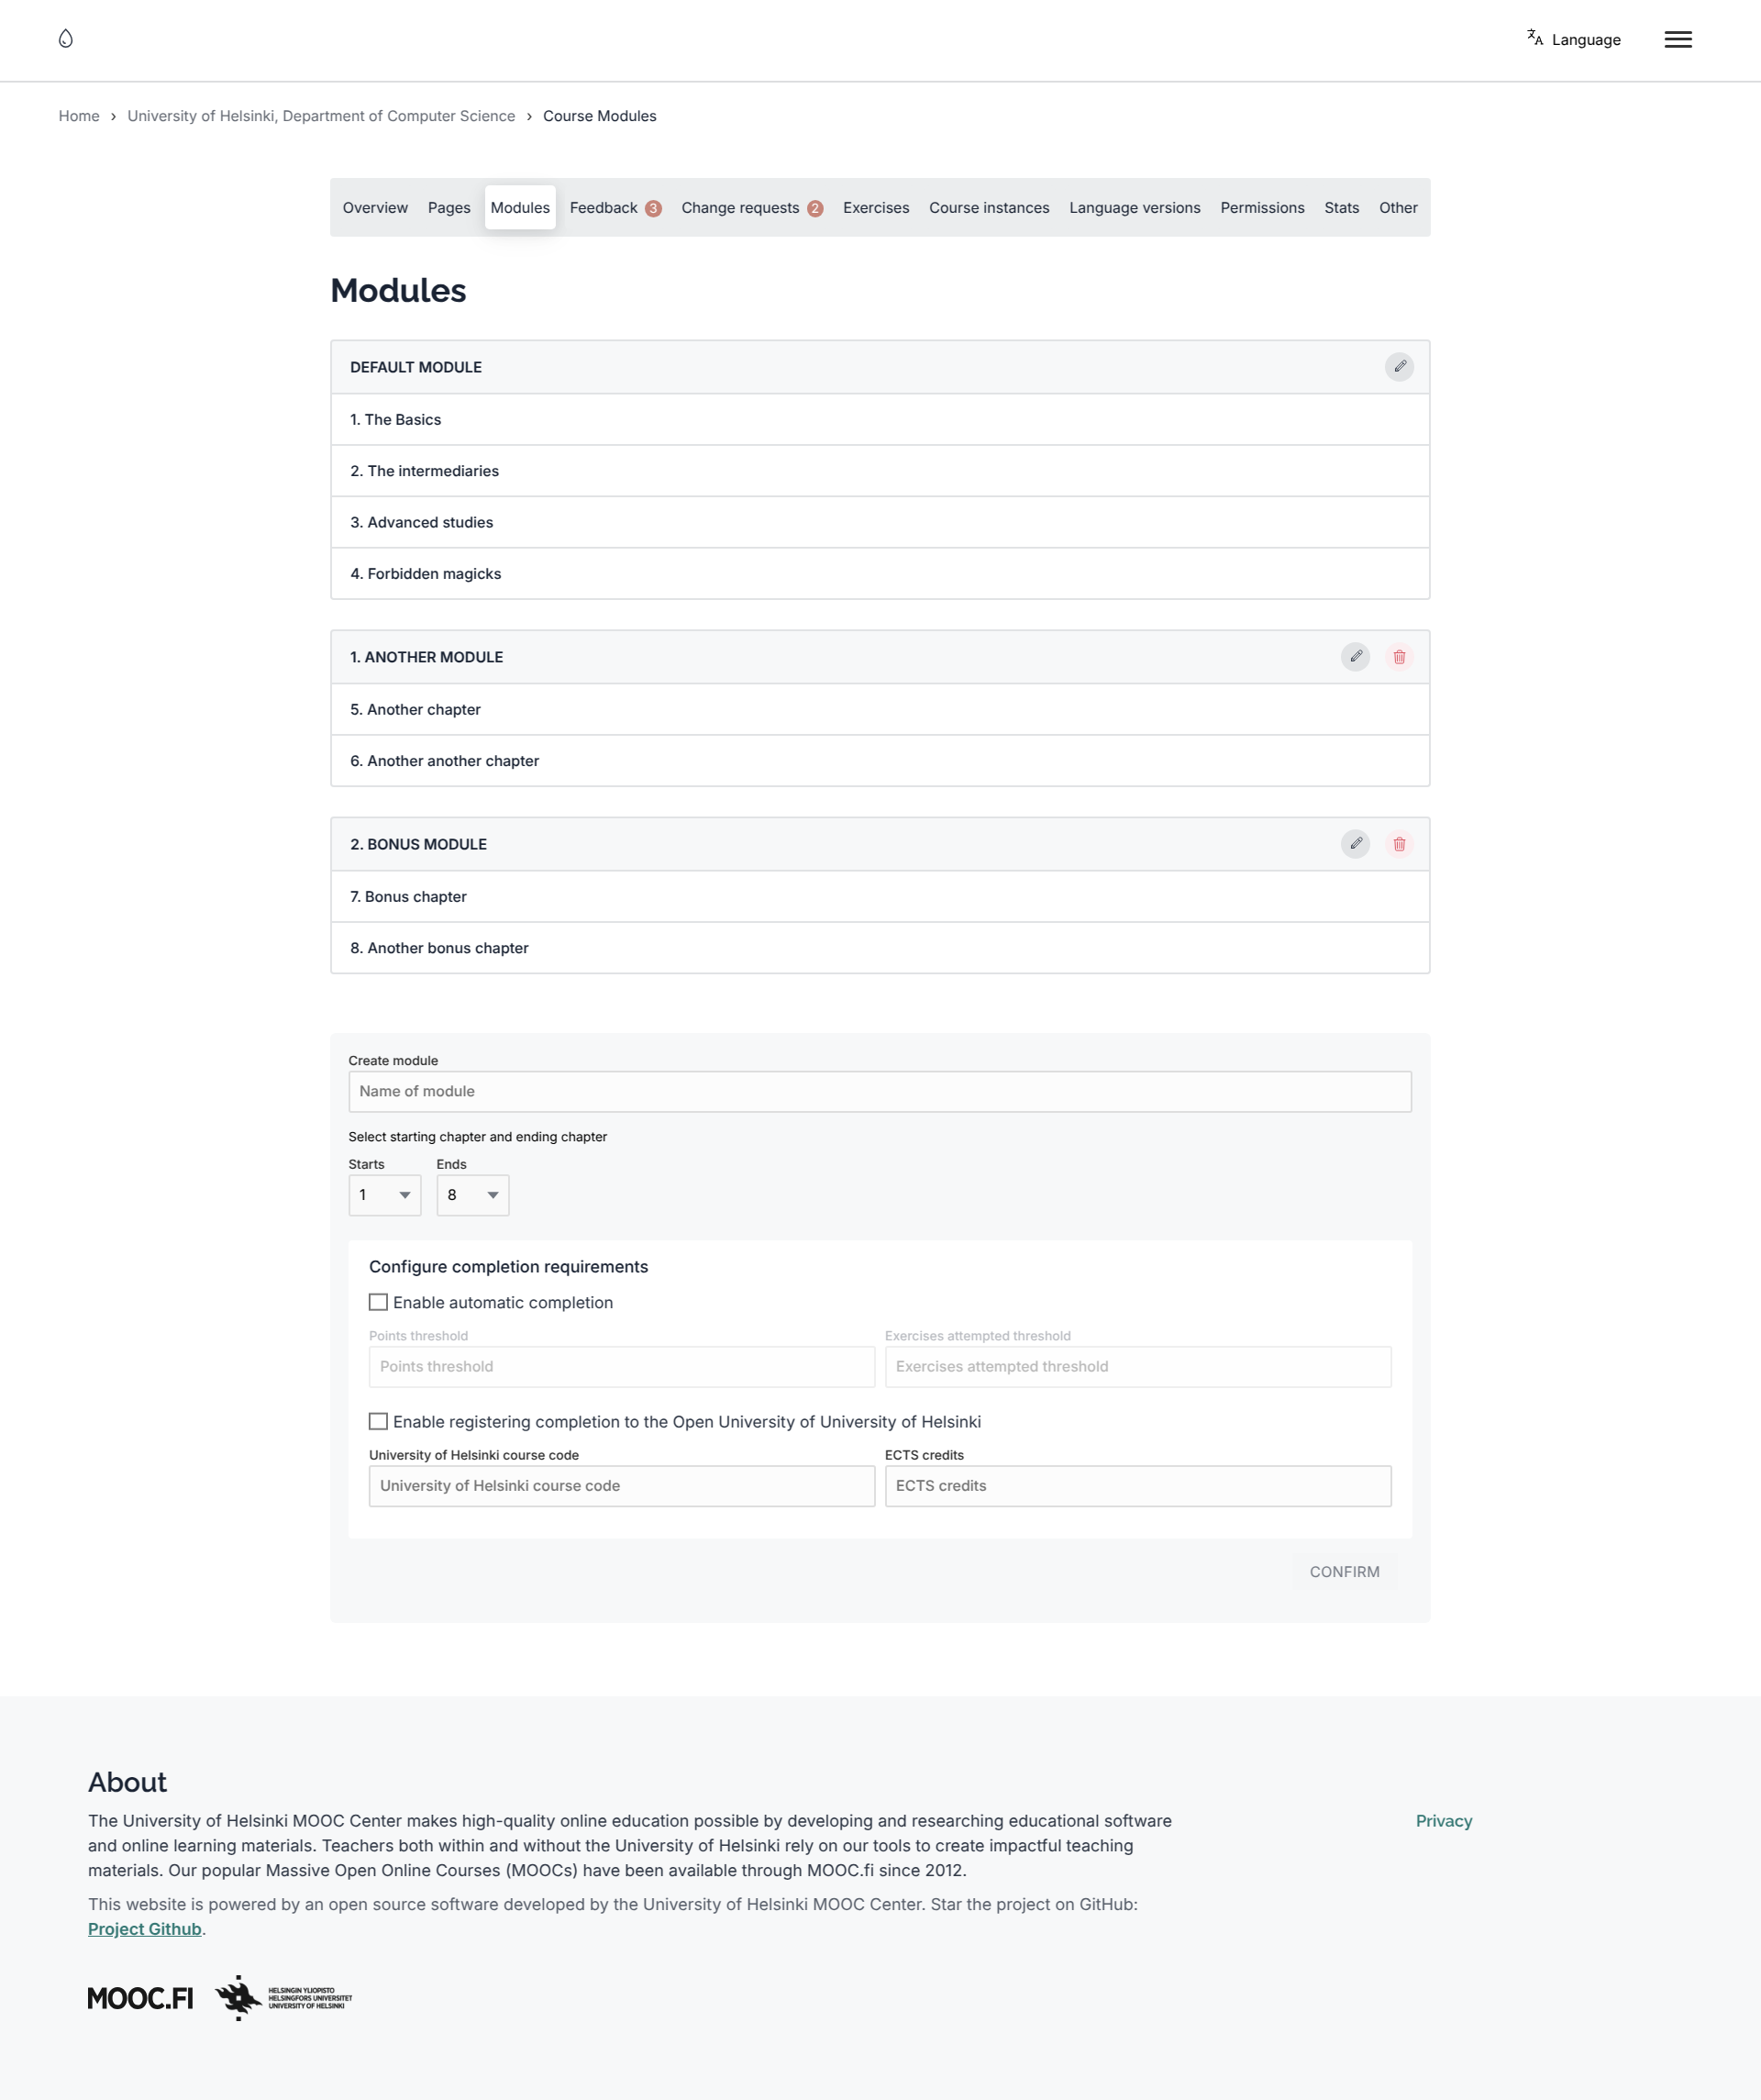 Language
Home › University of Helsinki, Department of Computer Science › Course Modules
Overview Pages Modules Feedback 3 Change requests 2 Exercises Course instances Language versions Permissions Stats Other
Modules
DEFAULT MODULE
1. The Basics
2. The intermediaries
3. Advanced studies
4. Forbidden magicks
1. ANOTHER MODULE
5. Another chapter
6. Another another chapter
2. BONUS MODULE
7. Bonus chapter
8. Another bonus chapter
Create module
Name of module
Select starting chapter and ending chapter
Starts Ends
1 8
Configure completion requirements
Enable automatic completion
Points threshold Exercises attempted threshold
Points threshold Exercises attempted threshold
Enable registering completion to the Open University of University of Helsinki
University of Helsinki course code ECTS credits
University of Helsinki course code ECTS credits
CONFIRM
About
The University of Helsinki MOOC Center makes high-quality online education possible by developing and researching educational software
and online learning materials. Teachers both within and without the University of Helsinki rely on our tools to create impactful teaching
materials. Our popular Massive Open Online Courses (MOOCs) have been available through MOOC.fi since 2012.
Privacy
This website is powered by an open source software developed by the University of Helsinki MOOC Center. Star the project on GitHub:
Project Github.
MOOC.FI
HELSINGIN YLIOPISTO
HELSINGFORS UNIVERSITET
UNIVERSITY OF HELSINKI